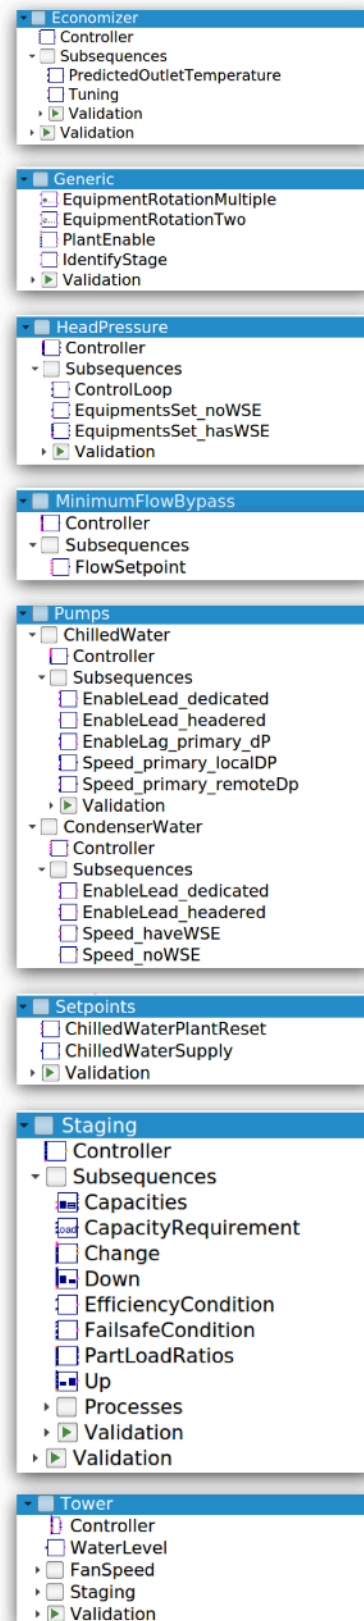 Economizer
Controller
Subsequences
PredictedOutletTemperature
Tuning
Validation
Validation
Generic
EquipmentRotationMultiple
EquipmentRotationTwo
PlantEnable
IdentifyStage
Validation
HeadPressure
Controller
Subsequences
ControlLoop
EquipmentsSet_noWSE
EquipmentsSet_hasWSE
Validation
MinimumFlowBypass
Controller
Subsequences
FlowSetpoint
Pumps
ChilledWater
Controller
Subsequences
EnableLead_dedicated
EnableLead_headered
EnableLag_primary_dP
Speed_primary_localDP
Speed_primary_remoteDp
Validation
CondenserWater
Controller
Subsequences
EnableLead_dedicated
EnableLead_headered
Speed_haveWSE
Speed_noWSE
Setpoints
ChilledWaterPlantReset
ChilledWaterSupply
Validation
Staging
Controller
Subsequences
Capacities
load CapacityRequirement
Change
Down
EfficiencyCondition
FailsafeCondition
PartLoadRatios
Up
Processes
Validation
Validation
Tower
Controller
WaterLevel
FanSpeed
Staging
Validation